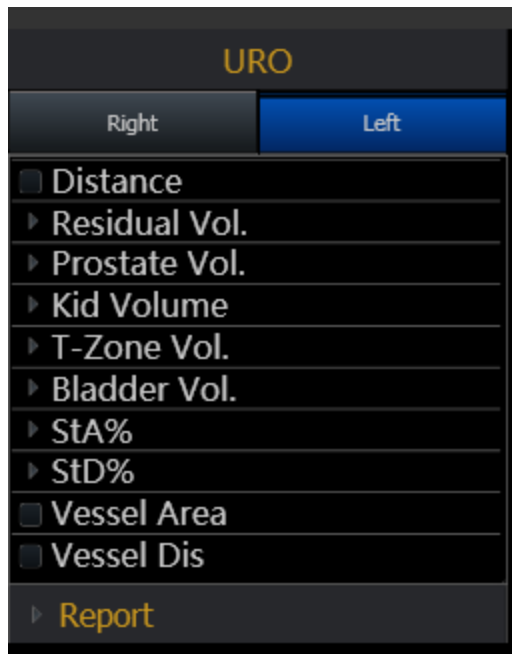 URO
Right Left
Distance
Residual Vol.
Prostate Vol.
Kid Volume
T-Zone Vol.
Bladder Vol.
StA%
StD%
Vessel Area
Vessel Dis
Report